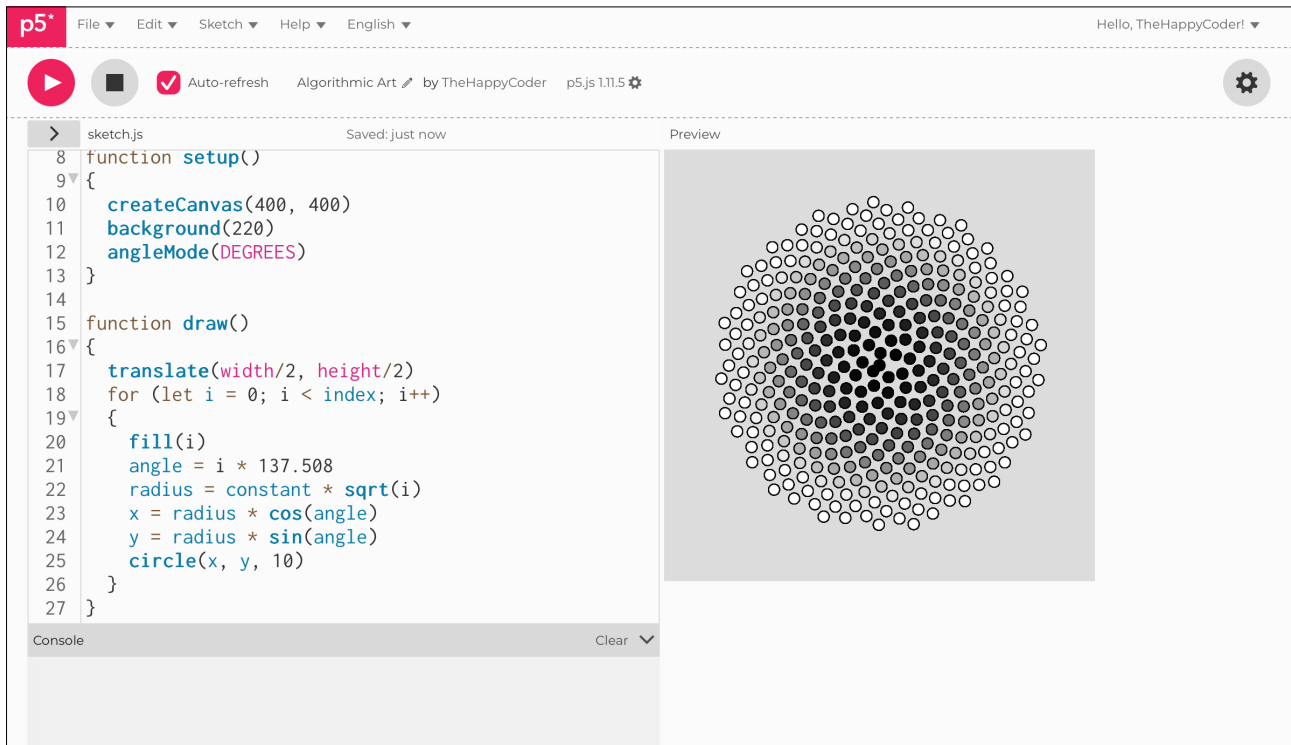 p5* File Edit Sketch Help English Hello, TheHappyCoder!
Auto-refresh Algorithmic Art by TheHappyCoder p5.js 1.11.5
sketch.js Saved: just now Preview
8 function setup()
9 {
10 createCanvas(400, 400)
11 background(220)
12 angleMode(DEGREES)
13 }
14
15 function draw()
16 {
17 translate(width/2, height/2)
18 for (let i = 0; i < index; i++)
19 {
20 fill(i)
21 angle = i * 137.508
22 radius = constant * sqrt(i)
23 x = radius * cos(angle)
24 y = radius * sin(angle)
25 circle(x, y, 10)
26 }
27 }
Console Clear